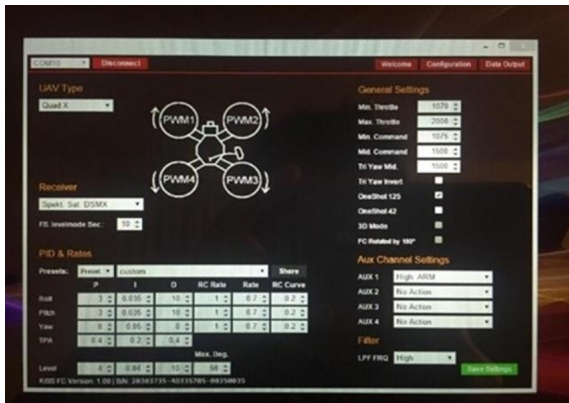 COM10 Disconnect Welcome Configuration Data Output
UAV Type
Quad X
PWM1 PWM2
PWM4 PWM3
Receiver
Spekt. Sat. DSMX
FS. levelmode Sec.: 10
PID & Rates
Presets: Preset custom Share
P I D RC Rate Rate RC Curve
Roll 3 0.035 10 1 0.7 0.2
Pitch 3 0.035 10 1 0.7 0.2
Yaw 8 0.05 0 1 0.7 0.2
TPA 0.4 0.2 0.4
Max. Deg.
Level 4 0.04 10 50
KISS FC Version: 1.00 | S/N:
General Settings
Min. Throttle 1070
Max. Throttle 2000
Min. Command 1075
Mid. Command 1500
Tri Yaw Mid. 1500
Tri Yaw Invert
OneShot 125
OneShot 42
3D Mode
FC Rotated by 180°
Aux Channel Settings
AUX 1 High: ARM
AUX 2 No Action
AUX 3 No Action
AUX 4 No Action
Filter
LPF FRQ High
Save Settings